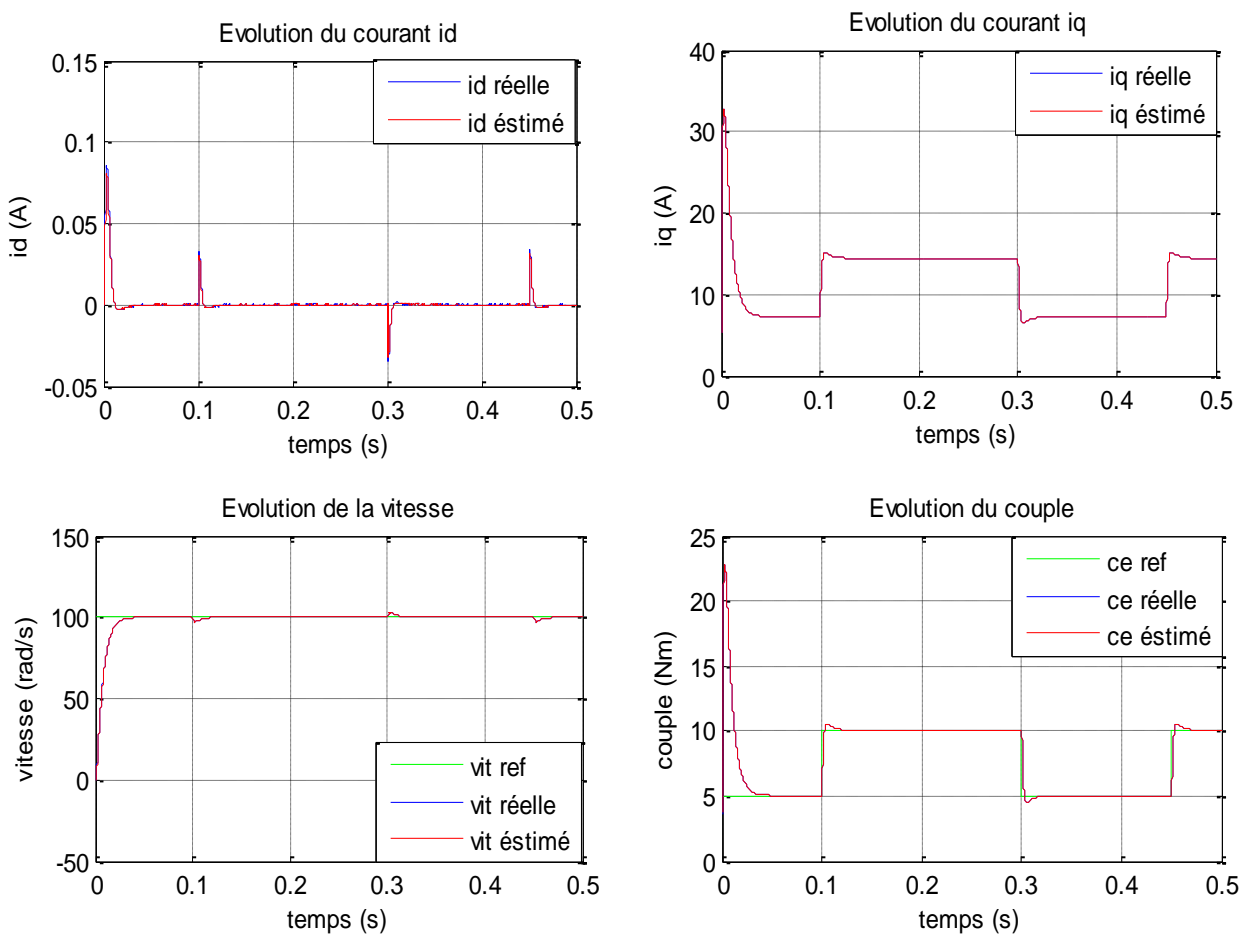 Evolution du courant id
0.15
0.1
0.05
0
-0.05
id (A)
id réelle
id éstimé
0
0.1
0.2
0.3
0.4
0.5
temps (s)
Evolution du courant iq
40
30
20
10
0
iq (A)
iq réelle
iq éstimé
0
0.1
0.2
0.3
0.4
0.5
temps (s)
Evolution de la vitesse
150
100
50
0
-50
vitesse (rad/s)
vit ref
vit réelle
vit éstimé
0
0.1
0.2
0.3
0.4
0.5
temps (s)
Evolution du couple
25
20
15
10
5
0
couple (Nm)
ce ref
ce réelle
ce éstimé
0
0.1
0.2
0.3
0.4
0.5
temps (s)